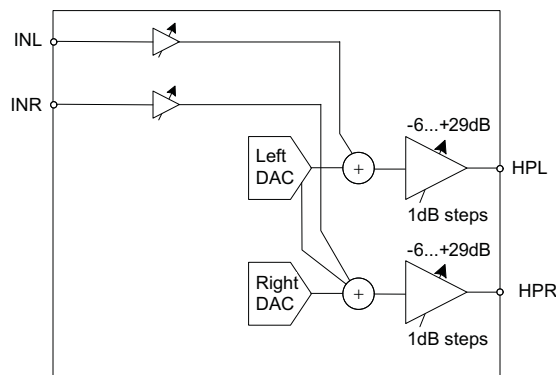 INL
INR
-6...+29dB
Left
DAC
+
HPL
1dB steps
-6...+29dB
Right
DAC
+
HPR
1dB steps